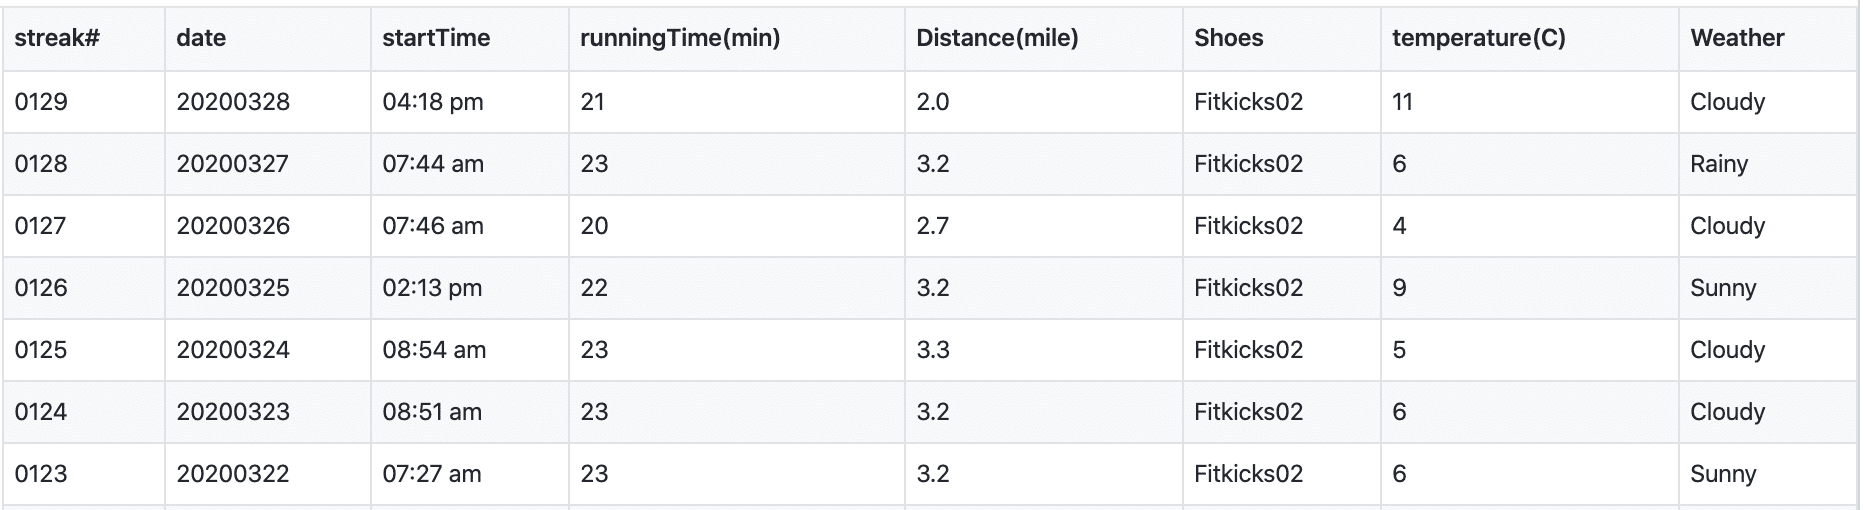 streak# date startTime runningTime(min) Distance(mile) Shoes temperature(C) Weather
0129 20200328 04:18 pm 21 2.0 Fitkicks02 11 Cloudy
0128 20200327 07:44 am 23 3.2 Fitkicks02 6 Rainy
0127 20200326 07:46 am 20 2.7 Fitkicks02 4 Cloudy
0126 20200325 02:13 pm 22 3.2 Fitkicks02 9 Sunny
0125 20200324 08:54 am 23 3.3 Fitkicks02 5 Cloudy
0124 20200323 08:51 am 23 3.2 Fitkicks02 6 Cloudy
0123 20200322 07:27 am 23 3.2 Fitkicks02 6 Sunny